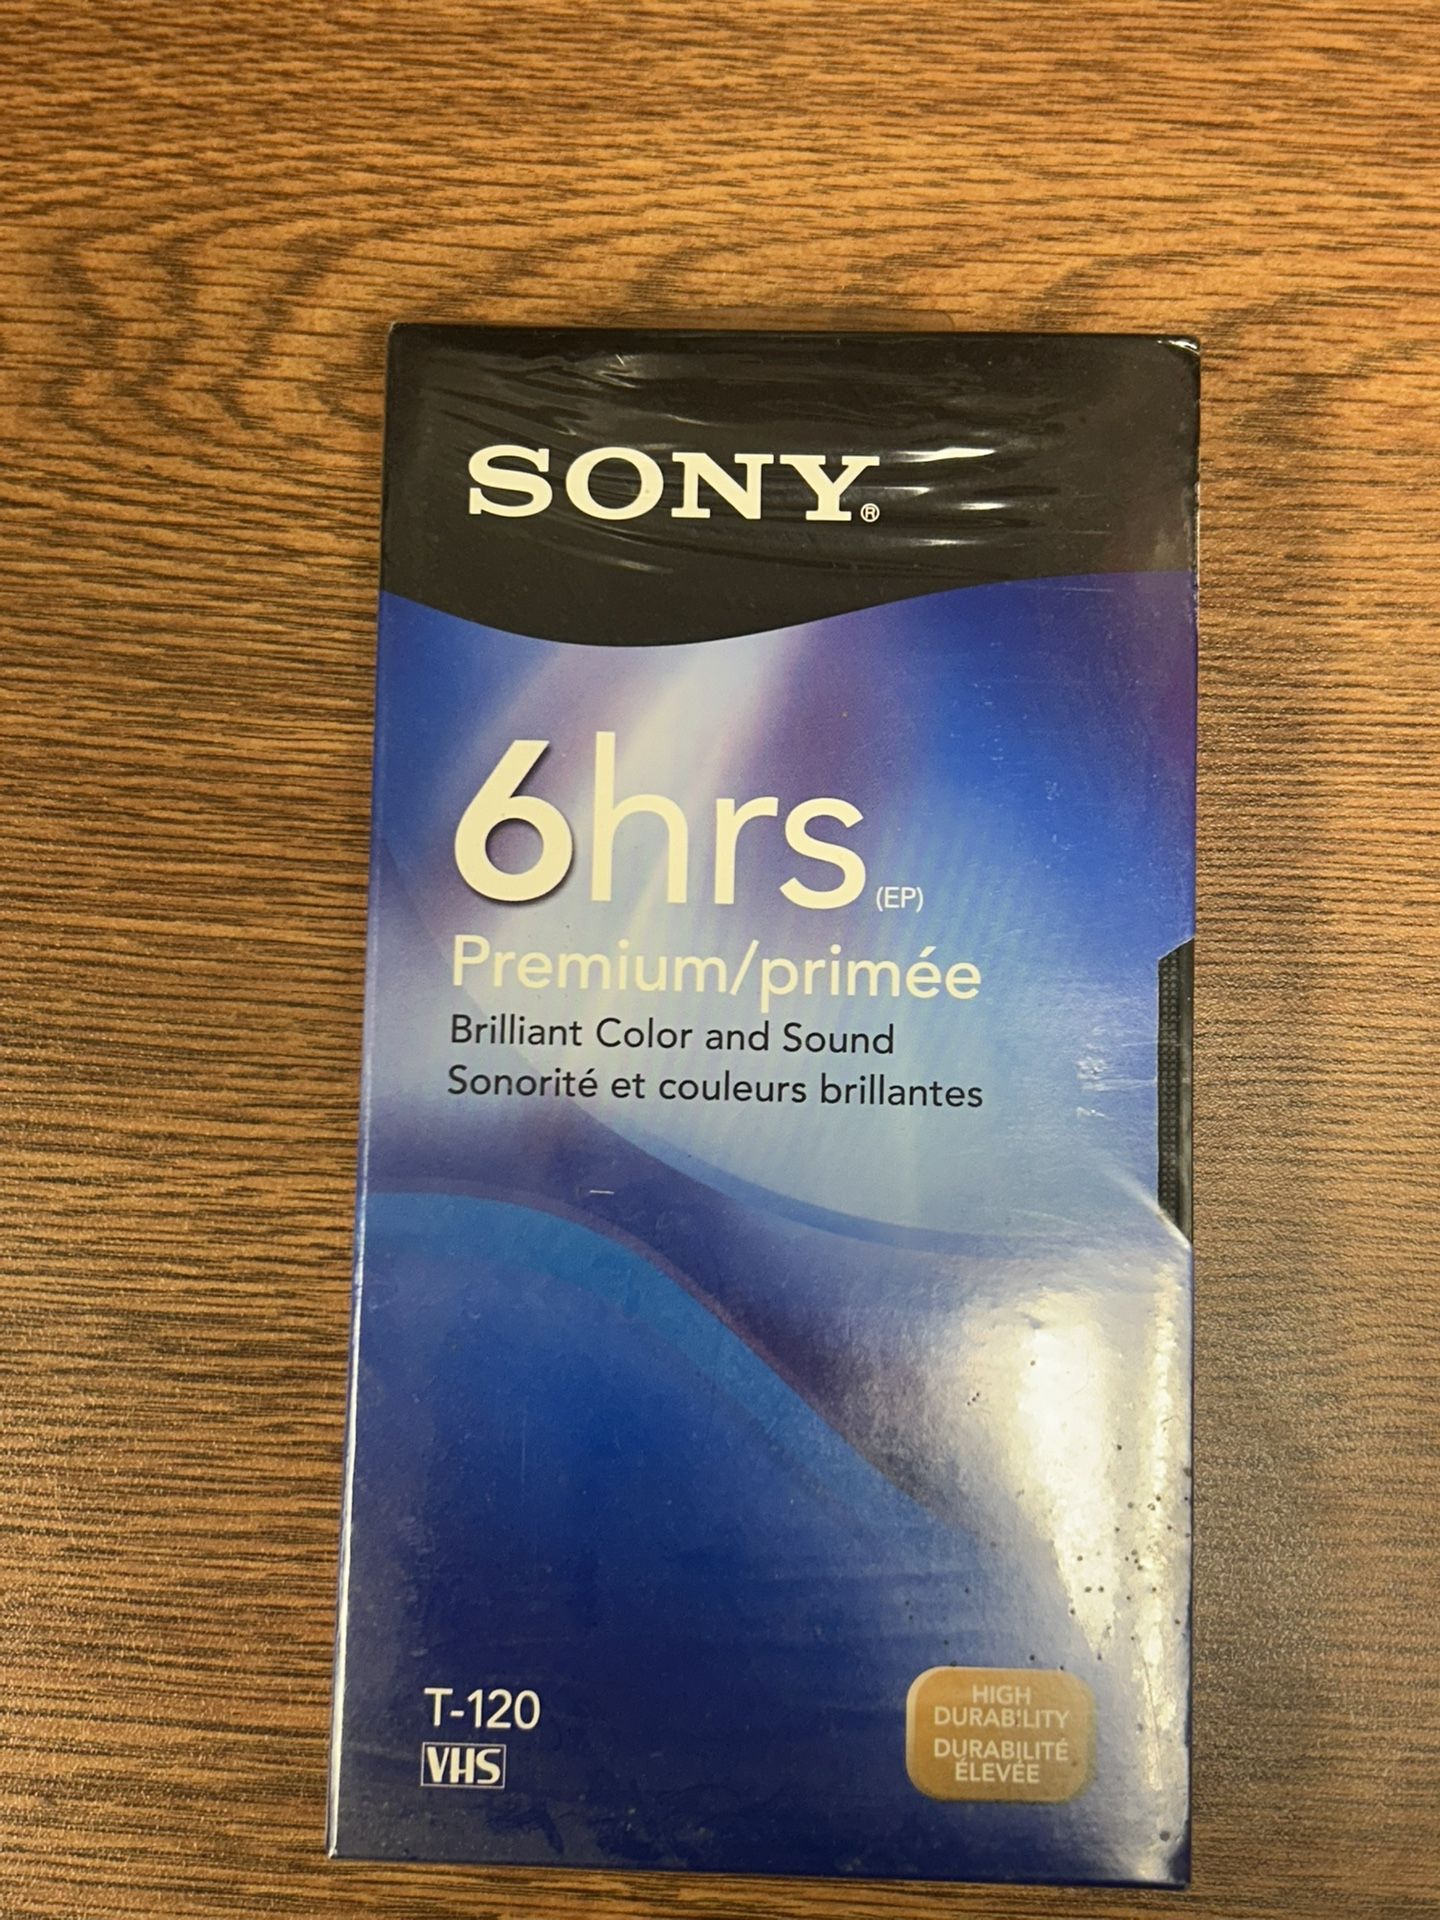 SONY®
6hrs (EP)
Premium/primée
Brilliant Color and Sound
Sonorité et couleurs brillantes
T-120
VHS
HIGH
DURABILITY
DURABILITÉ
ÉLEVÉE